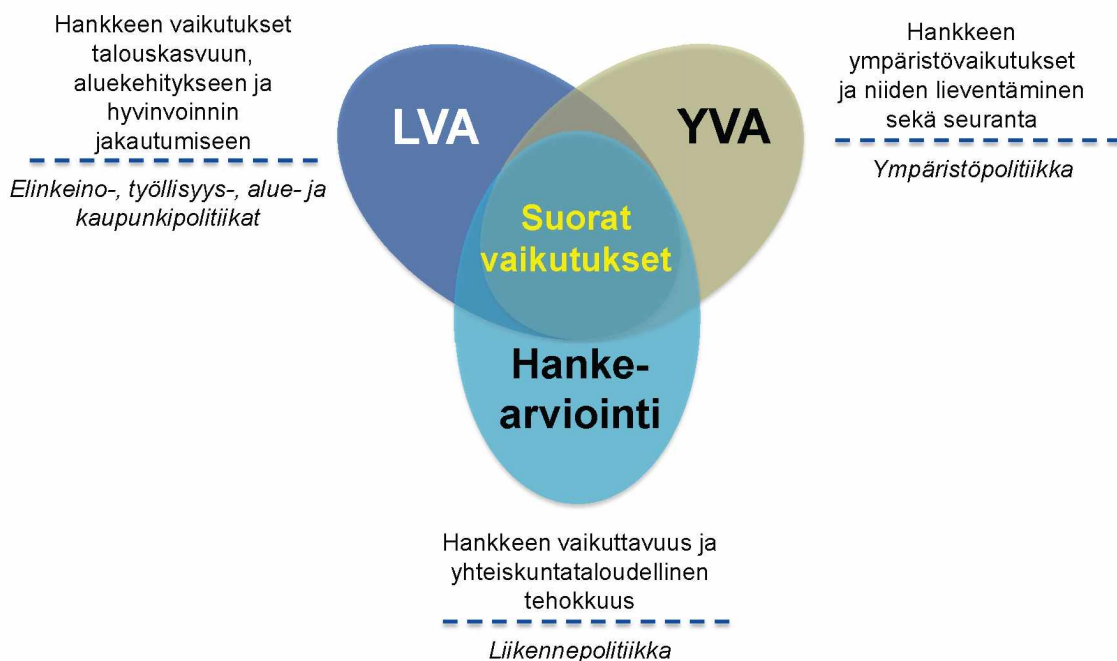 Hankkeen vaikutukset
talouskasvuun,
aluekehitykseen ja
hyvinvoinnin
jakautumiseen
Elinkeino-, työllisyys-, alue- ja
kaupunkipolitiikat
LVA
YVA
Hankkeen
ympäristövaikutukset
ja niiden lieventäminen
sekä seuranta
Ympäristöpolitiikka
Suorat
vaikutukset
Hanke-
arviointi
Hankkeen vaikuttavuus ja
yhteiskuntataloudellinen
tehokkuus
Liikennepolitiikka